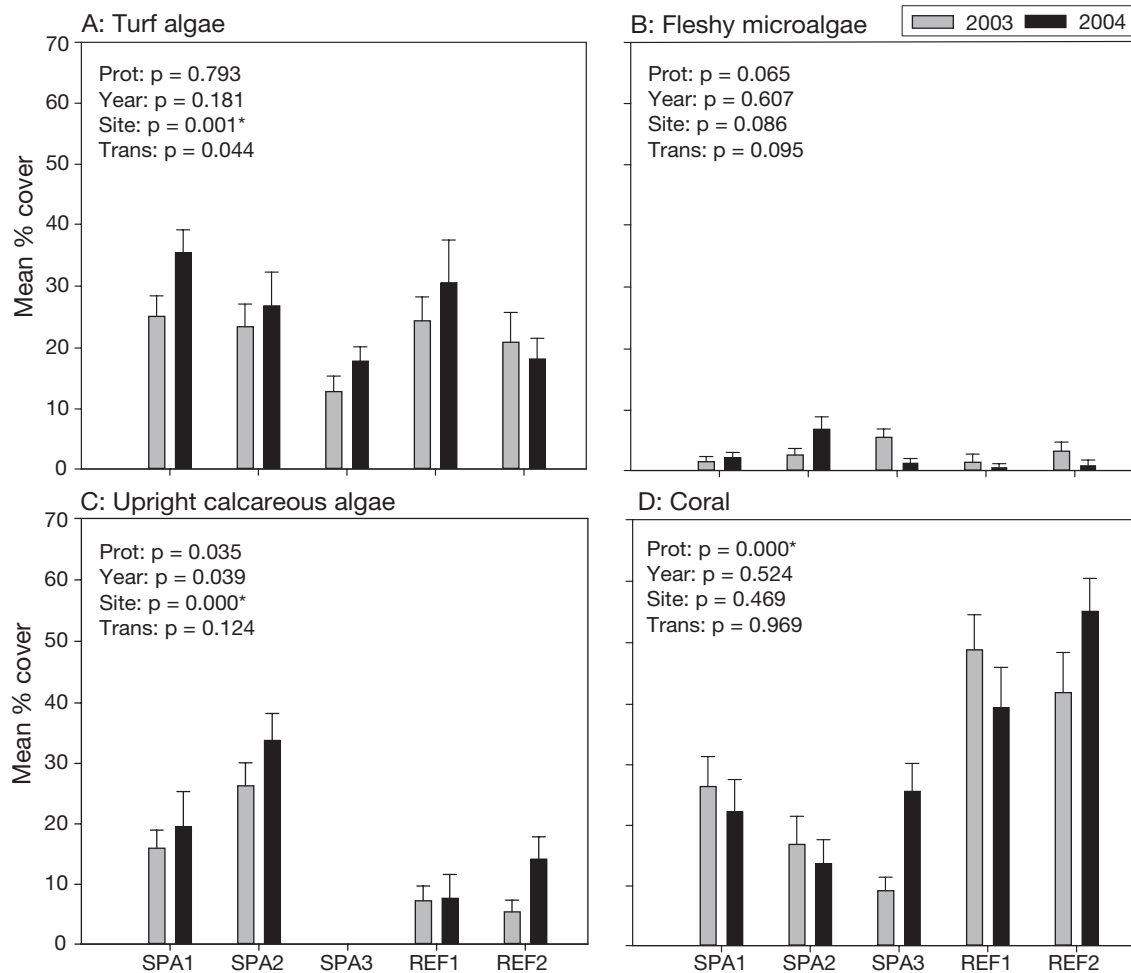 A: Turf algae
B: Fleshy microalgae
2003 2004
70
60
50
40
30
20
10
0
Mean % cover
Prot: p = 0.793
Year: p = 0.181
Site: p = 0.001*
Trans: p = 0.044
Prot: p = 0.065
Year: p = 0.607
Site: p = 0.086
Trans: p = 0.095
C: Upright calcareous algae
D: Coral
70
60
50
40
30
20
10
0
Mean % cover
Prot: p = 0.035
Year: p = 0.039
Site: p = 0.000*
Trans: p = 0.124
Prot: p = 0.000*
Year: p = 0.524
Site: p = 0.469
Trans: p = 0.969
SPA1 SPA2 SPA3 REF1 REF2
SPA1 SPA2 SPA3 REF1 REF2